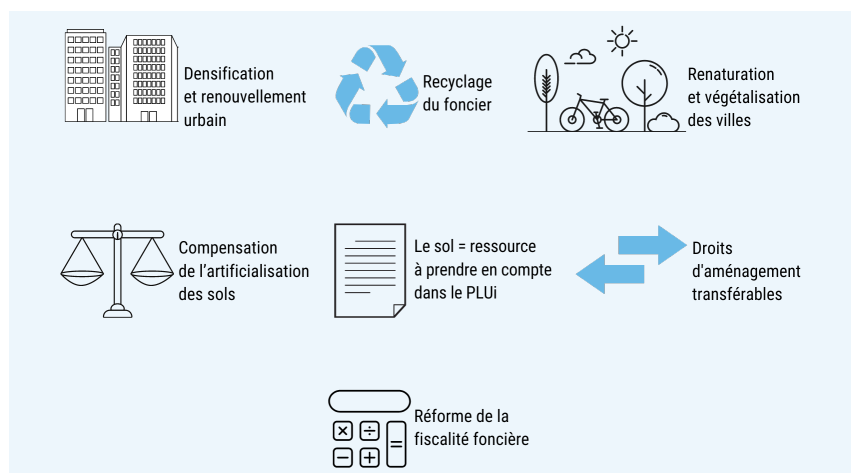 Densification
et renouvellement
urbain
Recyclage
du foncier
Renaturation
et végétalisation
des villes
Compensation
de l'artificialisation
des sols
Le sol = ressource
à prendre en compte
dans le PLUi
Droits
d'aménagement
transférables
Réforme de la
fiscalité foncière
× ÷
− + =